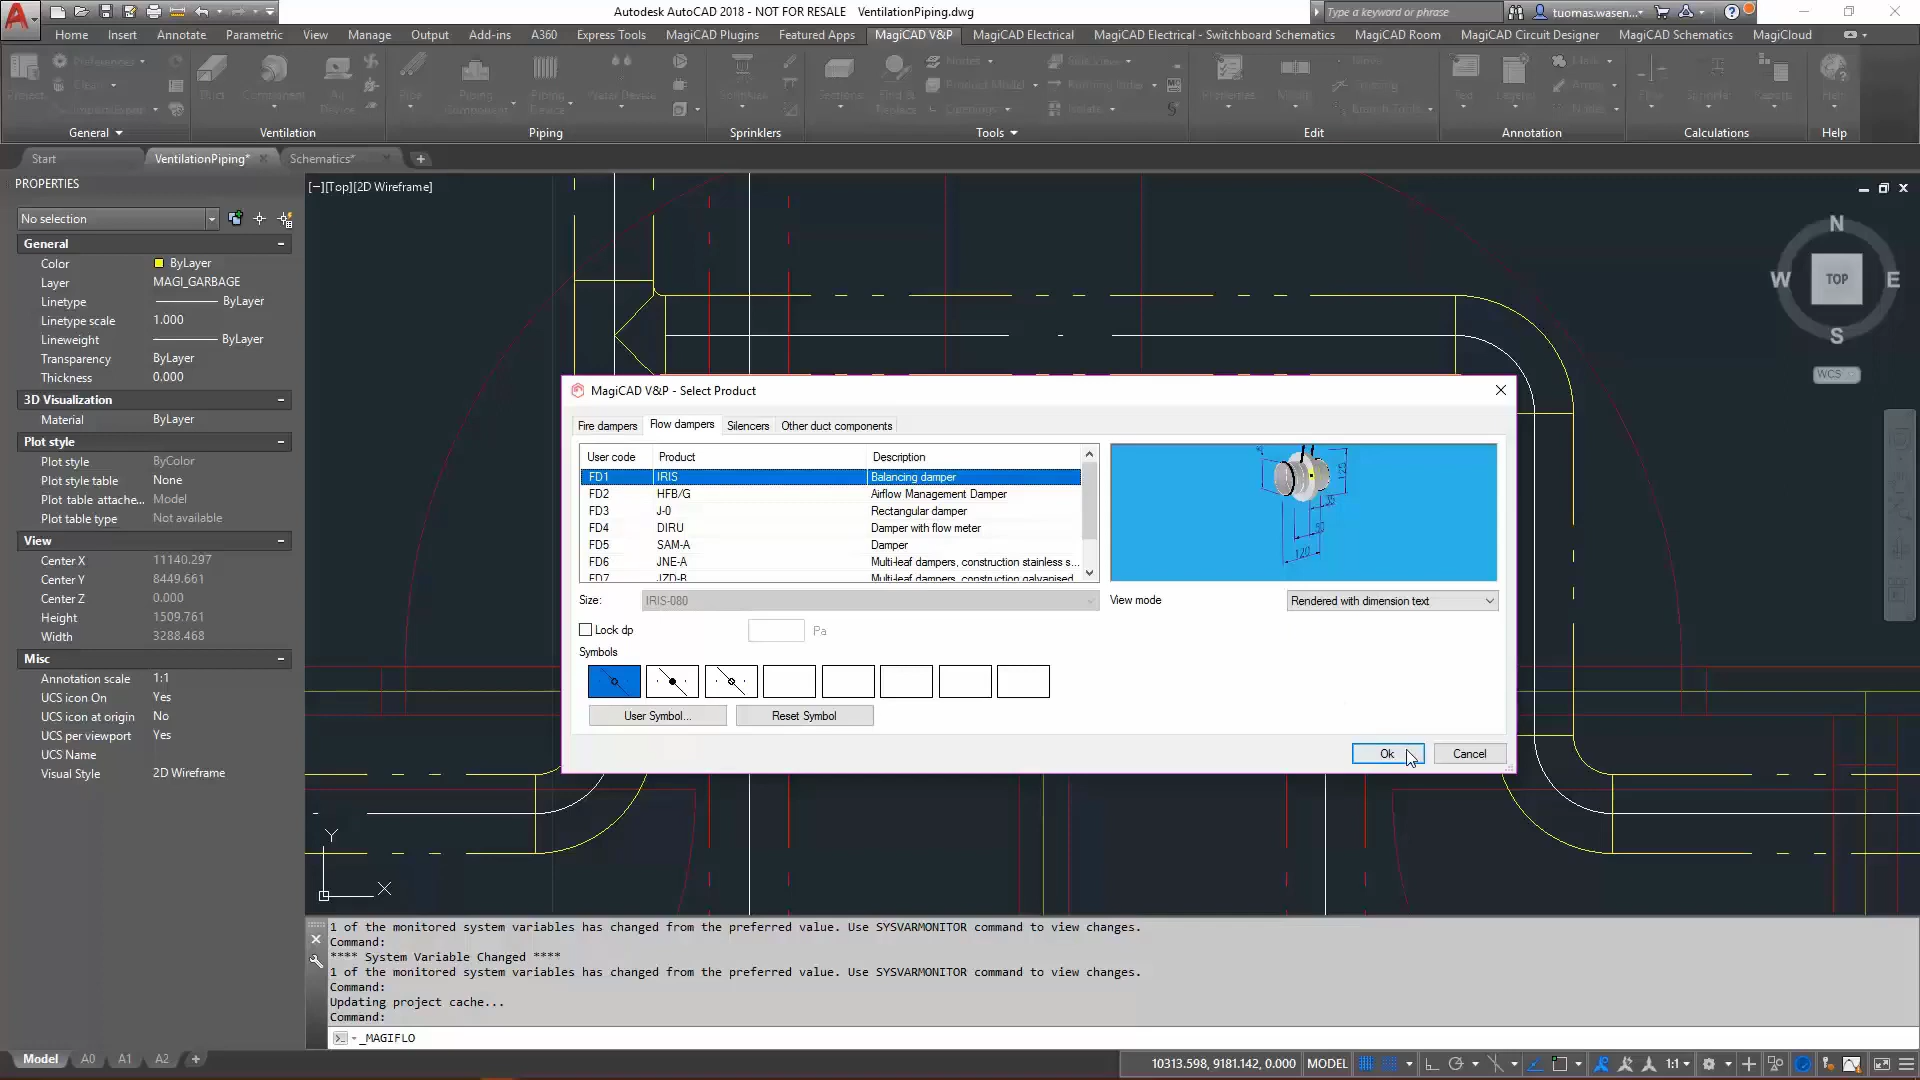 Autodesk AutoCAD 2018 - NOT FOR RESALE VentilationPiping.dwg
Type a keyword or phrase
tuomas.wasen...
Home Insert Annotate Parametric View Manage Output Add-ins A360 Express Tools MagiCAD Plugins Featured Apps MagiCAD V&P MagiCAD Electrical MagiCAD Electrical - Switchboard Schematics MagiCAD Room MagiCAD Circuit Designer MagiCAD Schematics MagiCloud
General Ventilation Piping Sprinklers Tools Edit Annotation Calculations Help
Start VentilationPiping* Schematics*
PROPERTIES
[−][Top][2D Wireframe]
No selection
General
Color ByLayer
Layer MAGI_GARBAGE
Linetype ByLayer
Linetype scale 1.000
Lineweight ByLayer
Transparency ByLayer
Thickness 0.000
3D Visualization
Material ByLayer
Plot style
Plot style ByColor
Plot style table None
Plot table attache... Model
Plot table type Not available
View
Center X 11140.297
Center Y 8449.661
Center Z 0.000
Height 1509.761
Width 3288.468
Misc
Annotation scale 1:1
UCS icon On Yes
UCS icon at origin No
UCS per viewport Yes
UCS Name
Visual Style 2D Wireframe
N
W TOP E
S
WCS
MagiCAD V&P - Select Product
Fire dampers Flow dampers Silencers Other duct components
User code Product Description
FD1 IRIS Balancing damper
FD2 HFB/G Airflow Management Damper
FD3 J-0 Rectangular damper
FD4 DIRU Damper with flow meter
FD5 SAM-A Damper
FD6 JNE-A Multi-leaf dampers, construction stainless s...
FD7 JZD-B Multi-leaf dampers, construction galvanised
125
35
50
120
Size: IRIS-080
View mode Rendered with dimension text
Lock dp Pa
Symbols
User Symbol... Reset Symbol
Ok Cancel
Y
X
1 of the monitored system variables has changed from the preferred value. Use SYSVARMONITOR command to view changes.
Command:
**** System Variable Changed ****
1 of the monitored system variables has changed from the preferred value. Use SYSVARMONITOR command to view changes.
Command:
Updating project cache...
Command:
_MAGIFLO
Model A0 A1 A2 +
10313.598, 9181.142, 0.000 MODEL 1:1